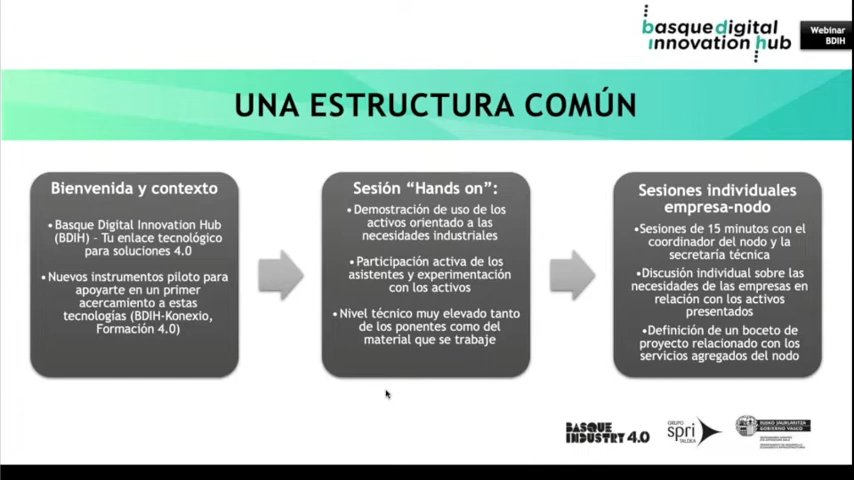 basquedigital
innovation hub
Webinar
BDIH
UNA ESTRUCTURA COMÚN
Bienvenida y contexto
•Basque Digital Innovation Hub
(BDIH) – Tu enlace tecnológico
para soluciones 4.0
•Nuevos instrumentos piloto para
apoyarte en un primer
acercamiento a estas
tecnologías (BDIH-Konexio,
Formación 4.0)
Sesión “Hands on”:
•Demostración de uso de los
activos orientado a las
necesidades industriales
•Participación activa de los
asistentes y experimentación
con los activos
•Nivel técnico muy elevado tanto
de los ponentes como del
material que se trabaje
Sesiones individuales
empresa-nodo
•Sesiones de 15 minutos con el
coordinador del nodo y la
secretaría técnica
•Discusión individual sobre las
necesidades de las empresas en
relación con los activos
presentados
•Definición de un boceto de
proyecto relacionado con los
servicios agregados del nodo
BASQUE
INDUSTRY 4.0
GRUPO
spri
TALDEA
EUSKO JAURLARITZA
GOBIERNO VASCO